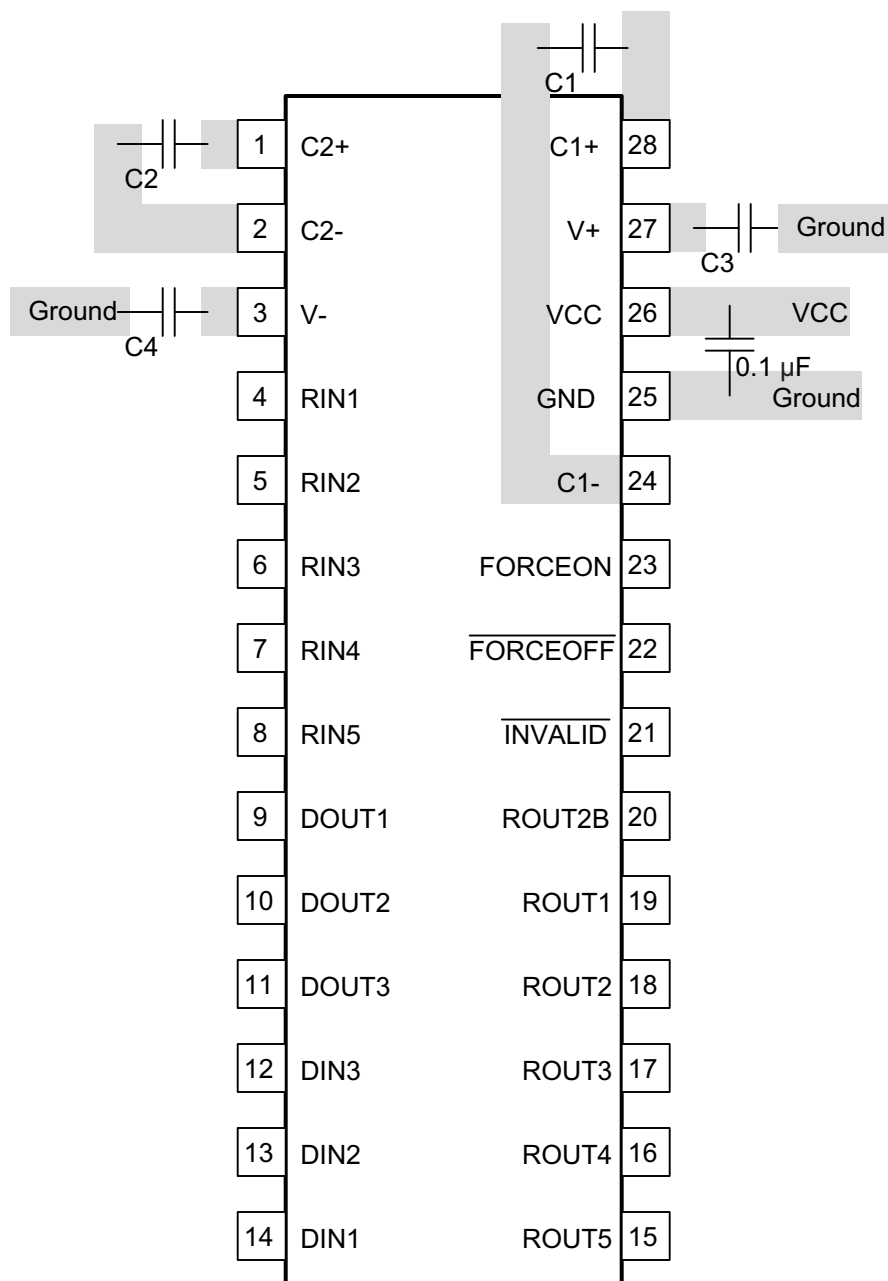 C1
1 C2+ C1+ 28
C2
2 C2- V+ 27 Ground
C3
Ground 3 V- VCC 26 VCC
C4
0.1 µF
4 RIN1 GND 25 Ground
5 RIN2 C1- 24
6 RIN3 FORCEON 23
7 RIN4 FORCEOFF 22
8 RIN5 INVALID 21
9 DOUT1 ROUT2B 20
10 DOUT2 ROUT1 19
11 DOUT3 ROUT2 18
12 DIN3 ROUT3 17
13 DIN2 ROUT4 16
14 DIN1 ROUT5 15